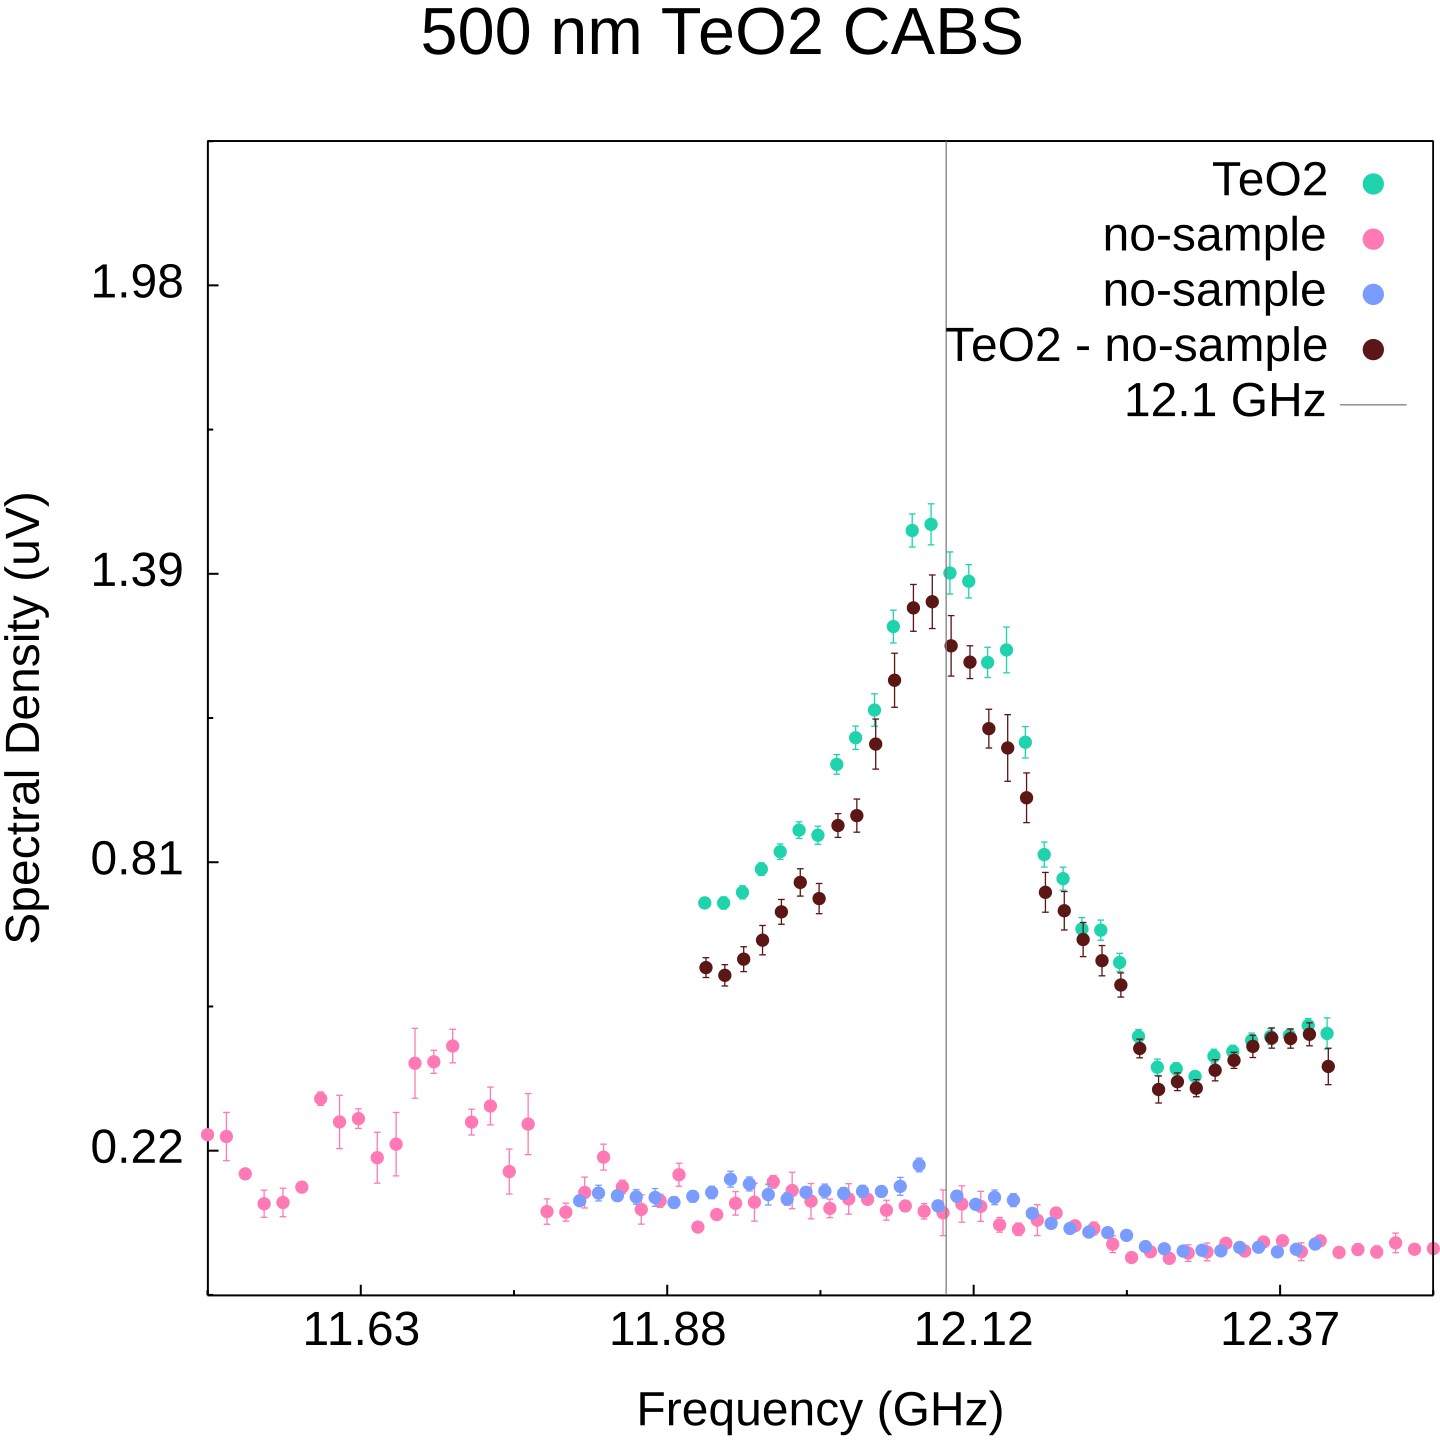 500 nm TeO2 CABS
TeO2
no-sample
no-sample
TeO2 - no-sample
12.1 GHz
1.98
1.39
0.81
0.22
Spectral Density (uV)
11.63 11.88 12.12 12.37
Frequency (GHz)